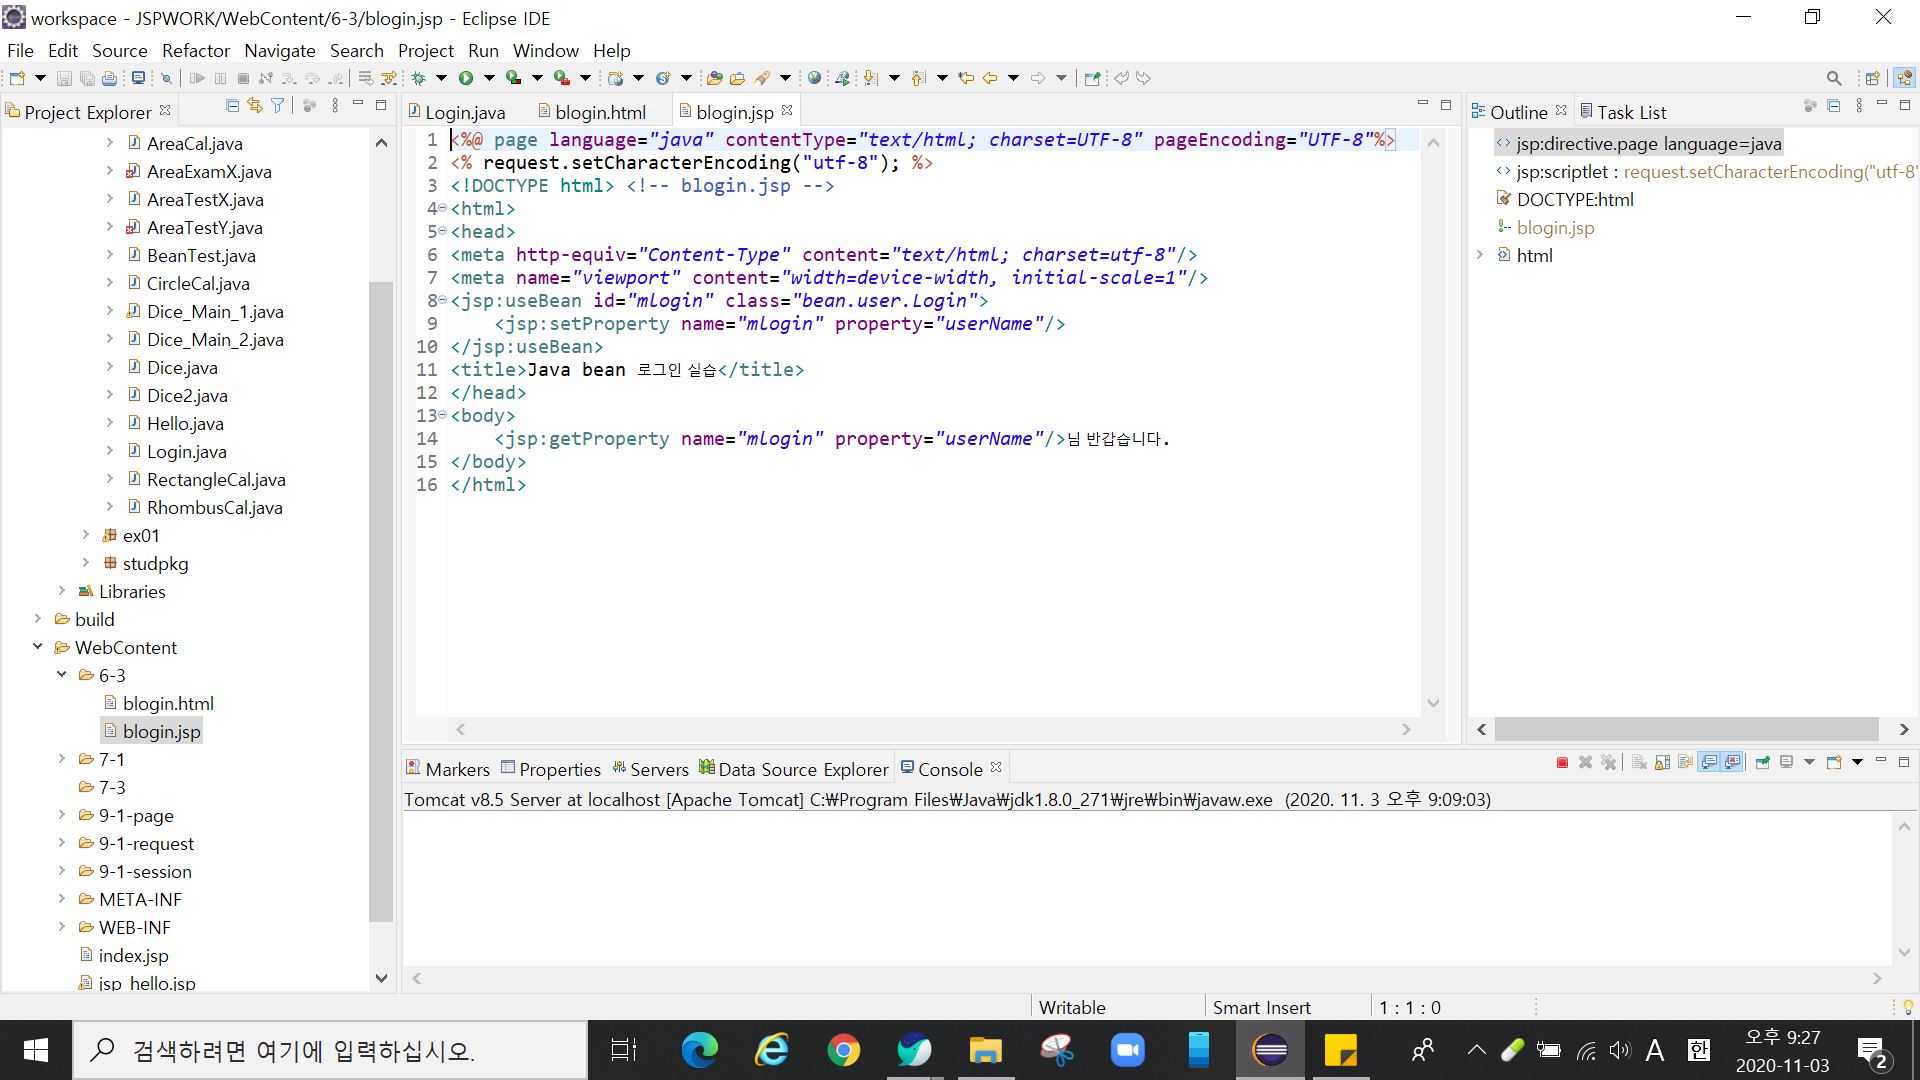 workspace - JSPWORK/WebContent/6-3/blogin.jsp - Eclipse IDE
File Edit Source Refactor Navigate Search Project Run Window Help
Project Explorer
AreaCal.java
AreaExamX.java
AreaTestX.java
AreaTestY.java
BeanTest.java
CircleCal.java
Dice_Main_1.java
Dice_Main_2.java
Dice.java
Dice2.java
Hello.java
Login.java
RectangleCal.java
RhombusCal.java
ex01
studpkg
Libraries
build
WebContent
6-3
blogin.html
blogin.jsp
7-1
7-3
9-1-page
9-1-request
9-1-session
META-INF
WEB-INF
index.jsp
jsp_hello.jsp
Login.java blogin.html blogin.jsp
1 <%@ page language="java" contentType="text/html; charset=UTF-8" pageEncoding="UTF-8"%>
2 <% request.setCharacterEncoding("utf-8"); %>
3 <!DOCTYPE html> <!-- blogin.jsp -->
4 <html>
5 <head>
6 <meta http-equiv="Content-Type" content="text/html; charset=utf-8"/>
7 <meta name="viewport" content="width=device-width, initial-scale=1"/>
8 <jsp:useBean id="mlogin" class="bean.user.Login">
9 <jsp:setProperty name="mlogin" property="userName"/>
10 </jsp:useBean>
11 <title>Java bean 로그인 실습</title>
12 </head>
13 <body>
14 <jsp:getProperty name="mlogin" property="userName"/>님 반갑습니다.
15 </body>
16 </html>
Outline Task List
jsp:directive.page language=java
jsp:scriptlet : request.setCharacterEncoding("utf-8"
DOCTYPE:html
blogin.jsp
html
Markers Properties Servers Data Source Explorer Console
Tomcat v8.5 Server at localhost [Apache Tomcat] C:₩Program Files₩Java₩jdk1.8.0_271₩jre₩bin₩javaw.exe (2020. 11. 3 오후 9:09:03)
Writable Smart Insert 1 : 1 : 0
검색하려면 여기에 입력하십시오.
A 한
오후 9:27
2020-11-03
2